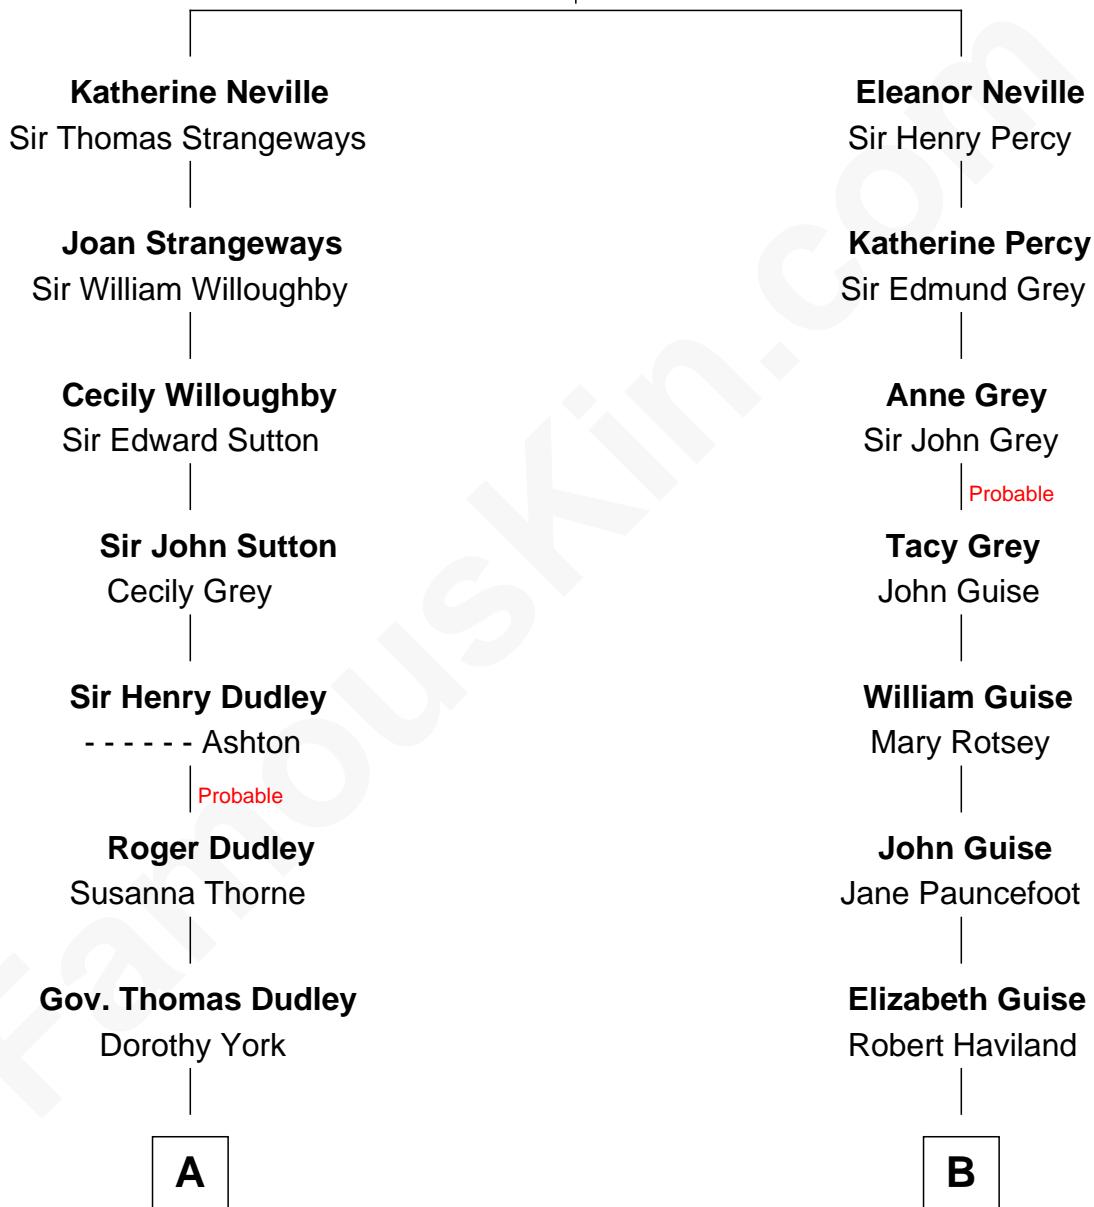 Katherine Neville
Sir Thomas Strangeways
Joan Strangeways
Sir William Willoughby
Cecily Willoughby
Sir Edward Sutton
Sir John Sutton
Cecily Grey
Sir Henry Dudley
- - - - - - Ashton
Probable
Roger Dudley
Susanna Thorne
Gov. Thomas Dudley
Dorothy York
A
Eleanor Neville
Sir Henry Percy
Katherine Percy
Sir Edmund Grey
Anne Grey
Sir John Grey
Probable
Tacy Grey
John Guise
William Guise
Mary Rotsey
John Guise
Jane Pauncefoot
Elizabeth Guise
Robert Haviland
B
FamousKin.com